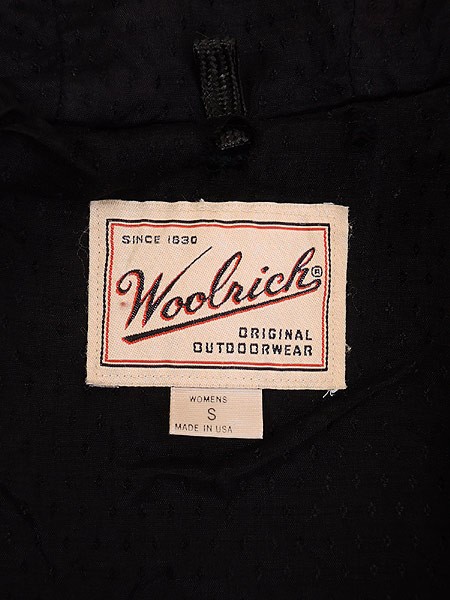 SINCE 1830
Woolrich®
ORIGINAL
OUTDOORWEAR
WOMENS
S
MADE IN USA